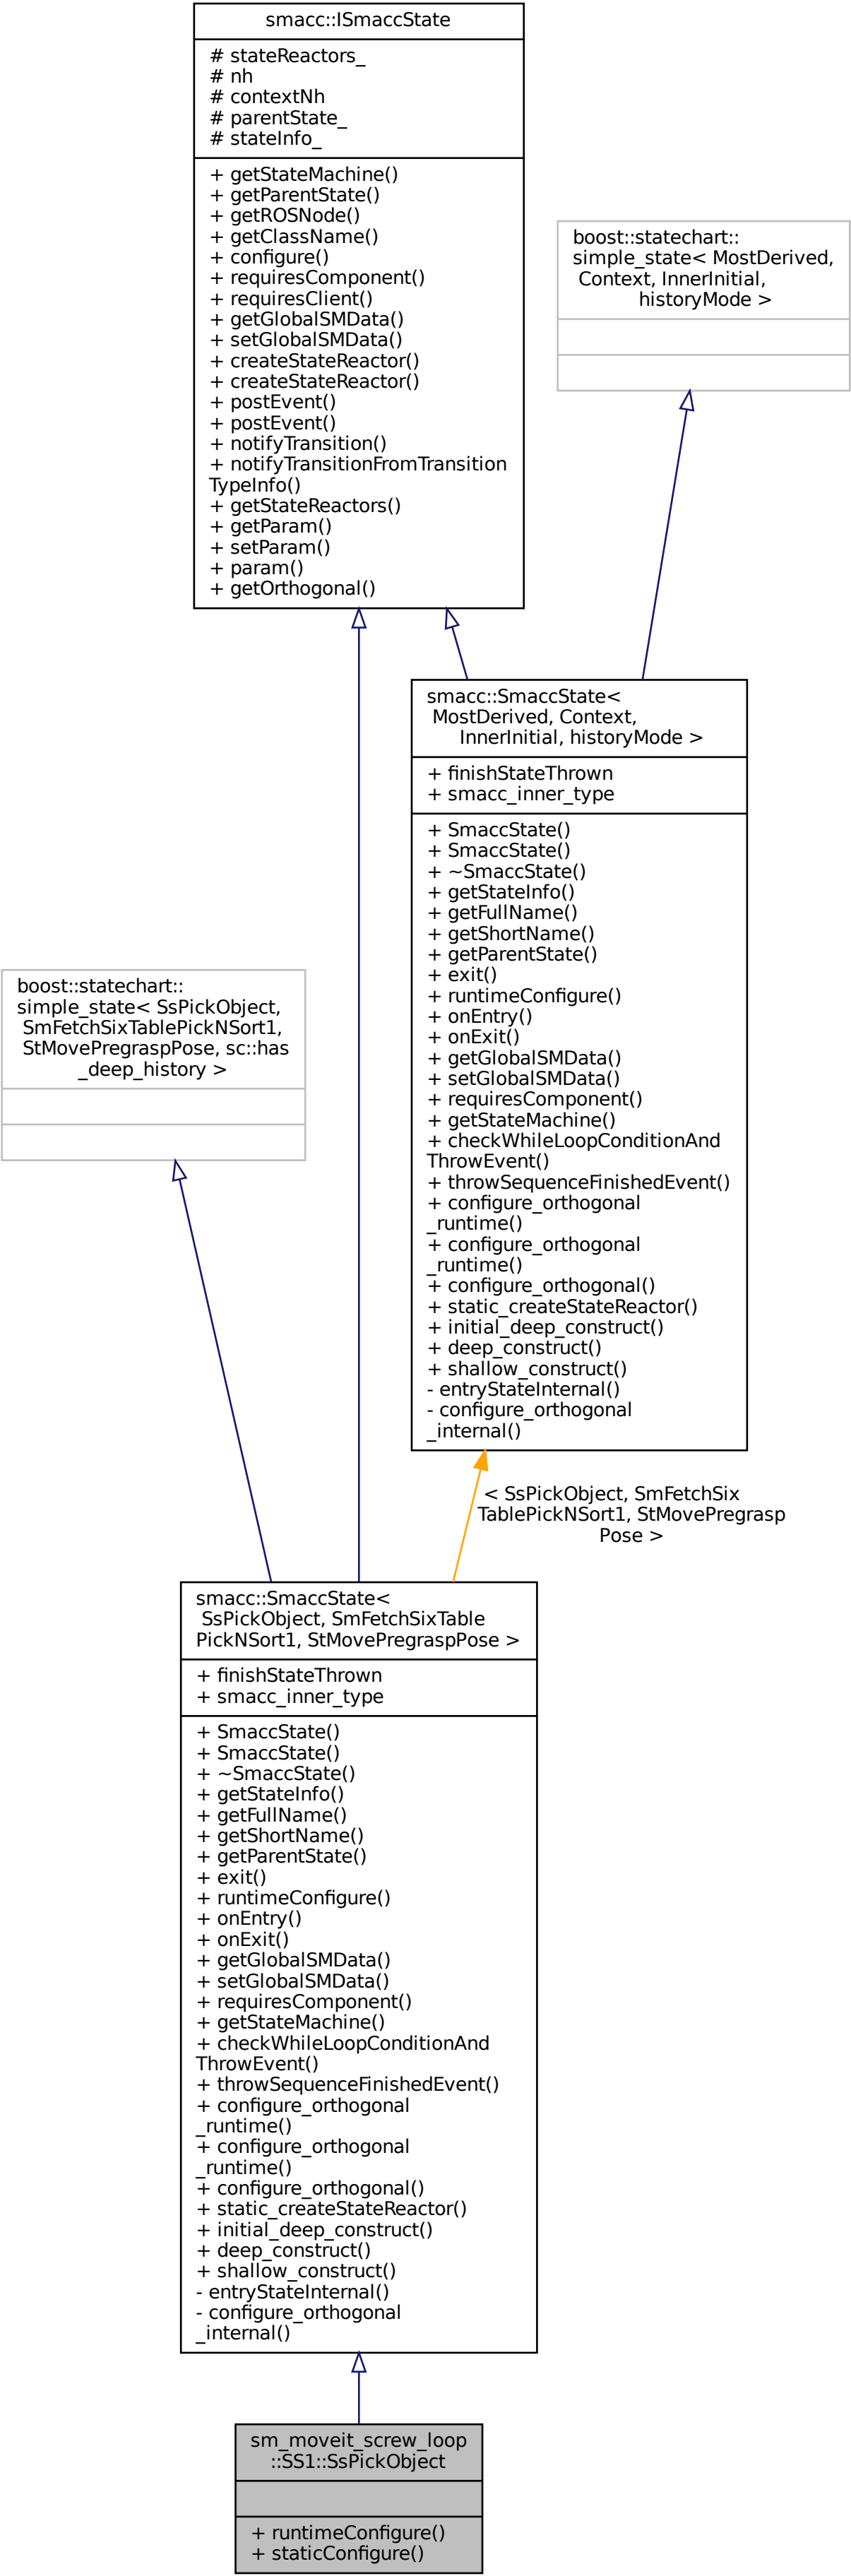 smacc::ISmaccState
# stateReactors_
# nh
# contextNh
# parentState_
# stateInfo_
+ getStateMachine()
+ getParentState()
+ getROSNode()
+ getClassName()
+ configure()
+ requiresComponent()
+ requiresClient()
+ getGlobalSMData()
+ setGlobalSMData()
+ createStateReactor()
+ createStateReactor()
+ postEvent()
+ postEvent()
+ notifyTransition()
+ notifyTransitionFromTransition
TypeInfo()
+ getStateReactors()
+ getParam()
+ setParam()
+ param()
+ getOrthogonal()
boost::statechart::
simple_state< MostDerived,
Context, InnerInitial,
historyMode >
smacc::SmaccState<
MostDerived, Context,
InnerInitial, historyMode >
+ finishStateThrown
+ smacc_inner_type
+ SmaccState()
+ SmaccState()
+ ~SmaccState()
+ getStateInfo()
+ getFullName()
+ getShortName()
+ getParentState()
+ exit()
+ runtimeConfigure()
+ onEntry()
+ onExit()
+ getGlobalSMData()
+ setGlobalSMData()
+ requiresComponent()
+ getStateMachine()
+ checkWhileLoopConditionAnd
ThrowEvent()
+ throwSequenceFinishedEvent()
+ configure_orthogonal
_runtime()
+ configure_orthogonal
_runtime()
+ configure_orthogonal()
+ static_createStateReactor()
+ initial_deep_construct()
+ deep_construct()
+ shallow_construct()
- entryStateInternal()
- configure_orthogonal
_internal()
boost::statechart::
simple_state< SsPickObject,
SmFetchSixTablePickNSort1,
StMovePregraspPose, sc::has
_deep_history >
< SsPickObject, SmFetchSix
TablePickNSort1, StMovePregrasp
Pose >
smacc::SmaccState<
SsPickObject, SmFetchSixTable
PickNSort1, StMovePregraspPose >
+ finishStateThrown
+ smacc_inner_type
+ SmaccState()
+ SmaccState()
+ ~SmaccState()
+ getStateInfo()
+ getFullName()
+ getShortName()
+ getParentState()
+ exit()
+ runtimeConfigure()
+ onEntry()
+ onExit()
+ getGlobalSMData()
+ setGlobalSMData()
+ requiresComponent()
+ getStateMachine()
+ checkWhileLoopConditionAnd
ThrowEvent()
+ throwSequenceFinishedEvent()
+ configure_orthogonal
_runtime()
+ configure_orthogonal
_runtime()
+ configure_orthogonal()
+ static_createStateReactor()
+ initial_deep_construct()
+ deep_construct()
+ shallow_construct()
- entryStateInternal()
- configure_orthogonal
_internal()
sm_moveit_screw_loop
::SS1::SsPickObject
+ runtimeConfigure()
+ staticConfigure()